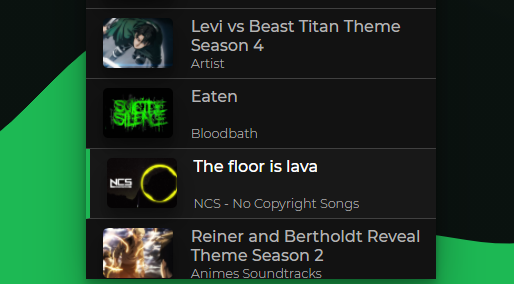 Levi vs Beast Titan Theme
Season 4
Artist
Eaten
SUICIDE
SILENCE
Bloodbath
The floor is lava
NCS
NCS - No Copyright Songs
Reiner and Bertholdt Reveal
Theme Season 2
Animes Soundtracks